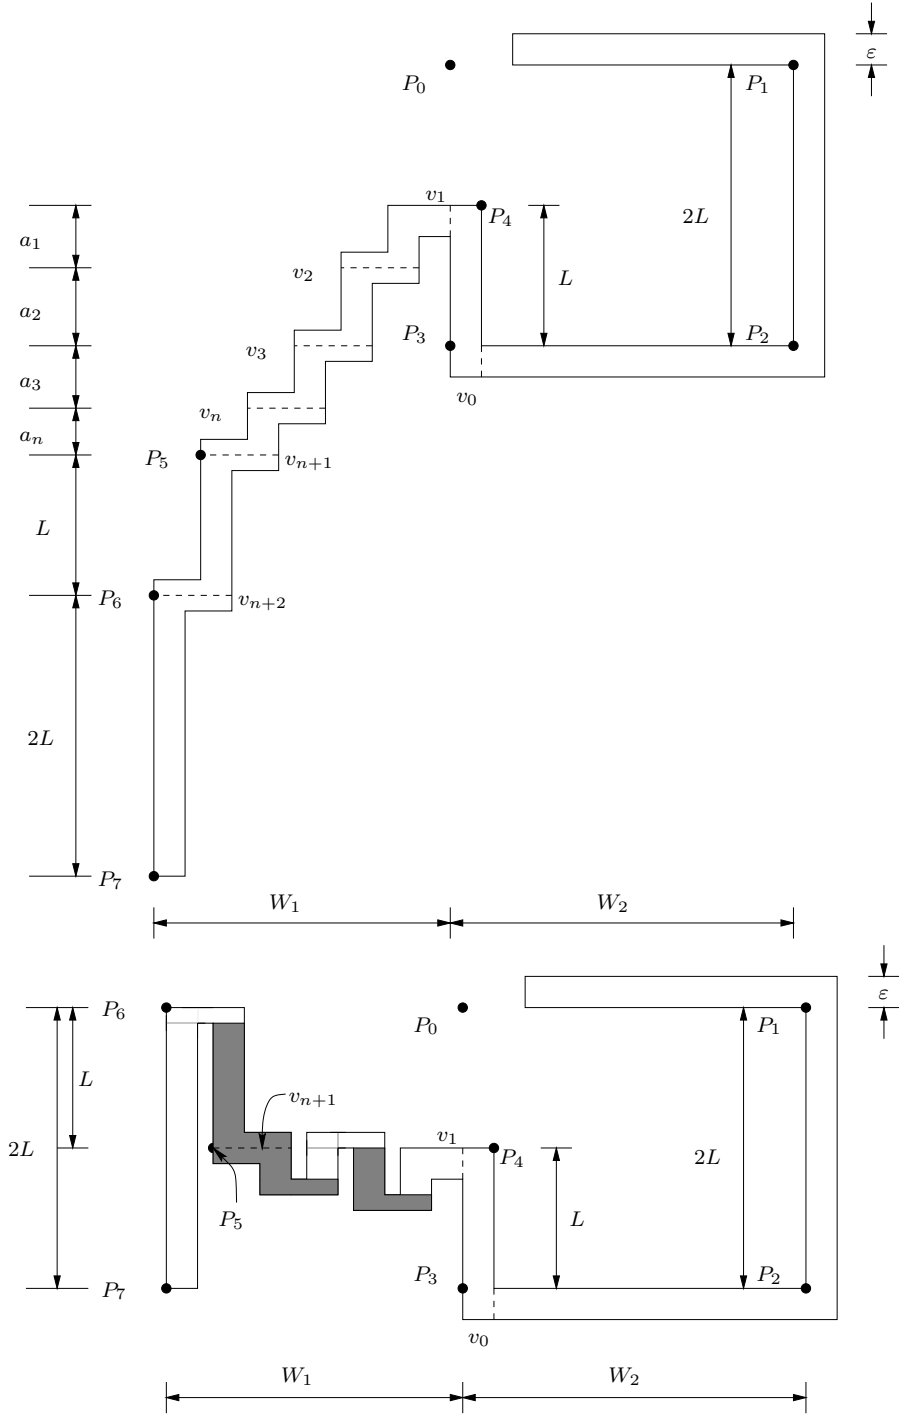 ε
P₀
P₁
v₁
P₄
a₁
2L
v₂
L
a₂
P₃
P₂
v₃
a₃
v₀
vₙ
aₙ
P₅
vₙ₊₁
L
P₆
vₙ₊₂
2L
P₇
W₁
W₂
ε
P₆
P₀
P₁
L
vₙ₊₁
v₁
2L
P₄
2L
P₅
L
P₃
P₂
P₇
v₀
W₁
W₂